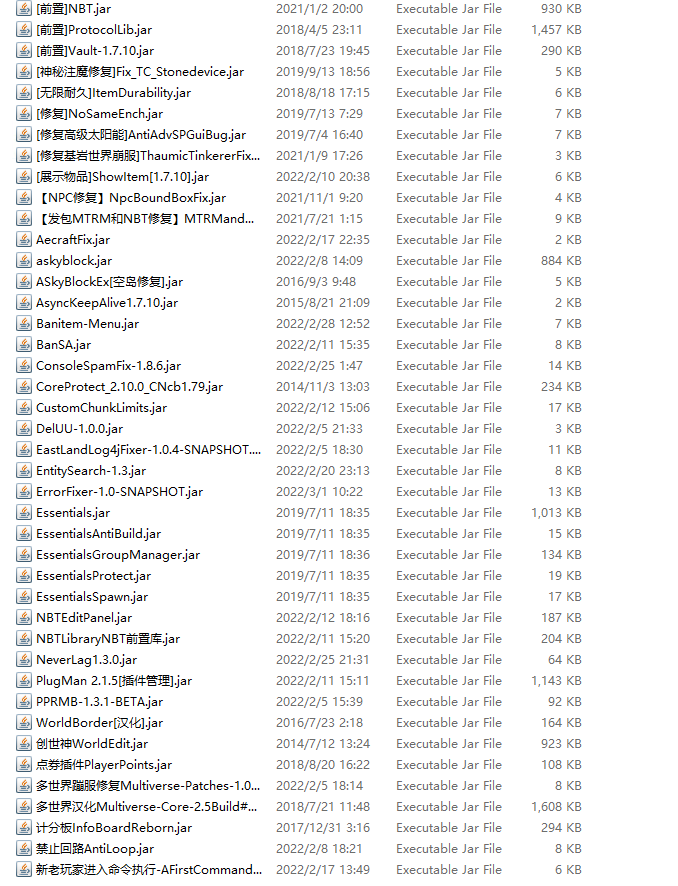 [前置]NBT.jar 2021/1/2 20:00 Executable Jar File 930 KB
[前置]ProtocolLib.jar 2018/4/5 23:11 Executable Jar File 1,457 KB
[前置]Vault-1.7.10.jar 2018/7/23 19:45 Executable Jar File 290 KB
[神秘注魔修复]Fix_TC_Stonedevice.jar 2019/9/13 18:56 Executable Jar File 5 KB
[无限耐久]ItemDurability.jar 2018/8/18 17:15 Executable Jar File 6 KB
[修复]NoSameEnch.jar 2019/7/13 7:29 Executable Jar File 7 KB
[修复高级太阳能]AntiAdvSPGuiBug.jar 2019/7/4 16:40 Executable Jar File 7 KB
[修复基岩世界崩服]ThaumicTinkererFix... 2021/1/9 17:26 Executable Jar File 3 KB
[展示物品]ShowItem[1.7.10].jar 2022/2/10 20:38 Executable Jar File 6 KB
【NPC修复】NpcBoundBoxFix.jar 2021/11/1 9:20 Executable Jar File 4 KB
【发包MTRM和NBT修复】MTRMand... 2021/7/21 1:15 Executable Jar File 9 KB
AecraftFix.jar 2022/2/17 22:35 Executable Jar File 2 KB
askyblock.jar 2022/2/8 14:09 Executable Jar File 884 KB
ASkyBlockEx[空岛修复].jar 2016/9/3 9:48 Executable Jar File 5 KB
AsyncKeepAlive1.7.10.jar 2015/8/21 21:09 Executable Jar File 2 KB
Banitem-Menu.jar 2022/2/28 12:52 Executable Jar File 7 KB
BanSA.jar 2022/2/11 15:35 Executable Jar File 8 KB
ConsoleSpamFix-1.8.6.jar 2022/2/25 1:47 Executable Jar File 14 KB
CoreProtect_2.10.0_CNcb1.79.jar 2014/11/3 13:03 Executable Jar File 234 KB
CustomChunkLimits.jar 2022/2/12 15:06 Executable Jar File 17 KB
DelUU-1.0.0.jar 2022/2/5 21:33 Executable Jar File 3 KB
EastLandLog4jFixer-1.0.4-SNAPSHOT.... 2022/2/5 18:30 Executable Jar File 11 KB
EntitySearch-1.3.jar 2022/2/20 23:13 Executable Jar File 8 KB
ErrorFixer-1.0-SNAPSHOT.jar 2022/3/1 10:22 Executable Jar File 13 KB
Essentials.jar 2019/7/11 18:35 Executable Jar File 1,013 KB
EssentialsAntiBuild.jar 2019/7/11 18:35 Executable Jar File 15 KB
EssentialsGroupManager.jar 2019/7/11 18:36 Executable Jar File 134 KB
EssentialsProtect.jar 2019/7/11 18:35 Executable Jar File 19 KB
EssentialsSpawn.jar 2019/7/11 18:35 Executable Jar File 17 KB
NBTEditPanel.jar 2022/2/12 18:16 Executable Jar File 187 KB
NBTLibraryNBT前置库.jar 2022/2/11 15:20 Executable Jar File 204 KB
NeverLag1.3.0.jar 2022/2/25 21:31 Executable Jar File 64 KB
PlugMan 2.1.5[插件管理].jar 2022/2/11 15:11 Executable Jar File 1,143 KB
PPRMB-1.3.1-BETA.jar 2022/2/5 15:39 Executable Jar File 92 KB
WorldBorder[汉化].jar 2016/7/23 2:18 Executable Jar File 164 KB
创世神WorldEdit.jar 2014/7/12 13:24 Executable Jar File 923 KB
点券插件PlayerPoints.jar 2018/8/20 16:22 Executable Jar File 108 KB
多世界蹦服修复Multiverse-Patches-1.0... 2022/2/5 18:14 Executable Jar File 8 KB
多世界汉化Multiverse-Core-2.5Build#... 2018/7/21 11:48 Executable Jar File 1,608 KB
计分板InfoBoardReborn.jar 2017/12/31 3:16 Executable Jar File 294 KB
禁止回路AntiLoop.jar 2022/2/8 18:21 Executable Jar File 8 KB
新老玩家进入命令执行-AFirstCommand... 2022/2/17 13:49 Executable Jar File 6 KB